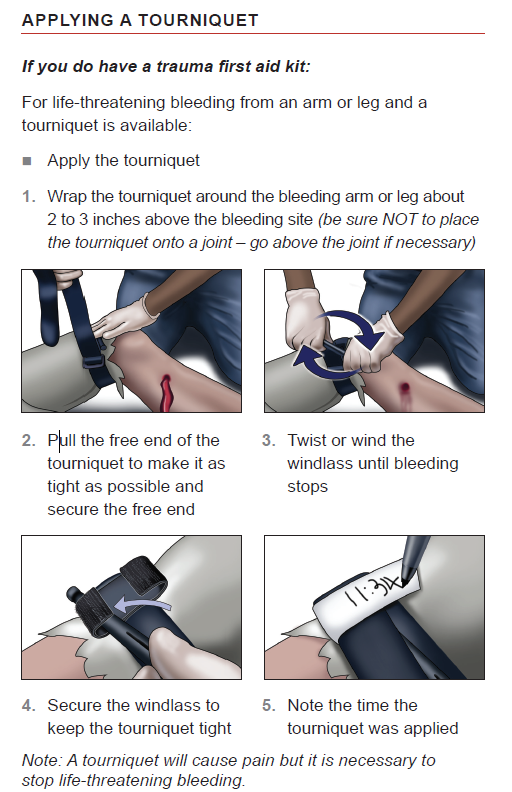 APPLYING A TOURNIQUET
If you do have a trauma first aid kit:
For life-threatening bleeding from an arm or leg and a
tourniquet is available:
■ Apply the tourniquet
1. Wrap the tourniquet around the bleeding arm or leg about
2 to 3 inches above the bleeding site (be sure NOT to place
the tourniquet onto a joint – go above the joint if necessary)
2. Pull the free end of the
tourniquet to make it as
tight as possible and
secure the free end
3. Twist or wind the
windlass until bleeding
stops
11:34
4. Secure the windlass to
keep the tourniquet tight
5. Note the time the
tourniquet was applied
Note: A tourniquet will cause pain but it is necessary to
stop life-threatening bleeding.